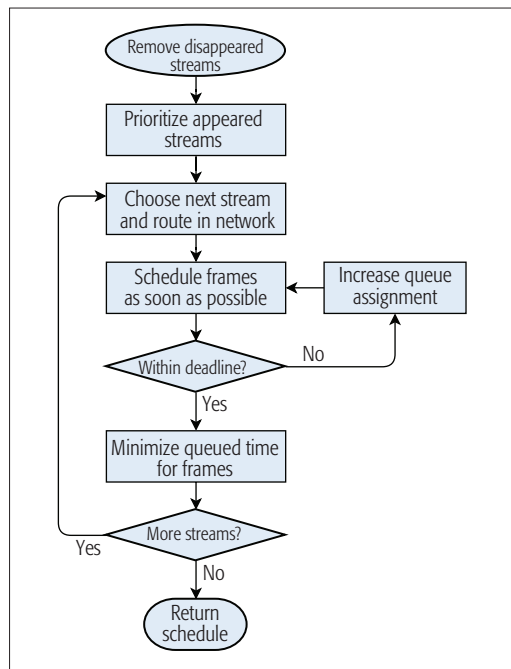 Remove disappeared
streams
Prioritize appeared
streams
Choose next stream
and route in network
Schedule frames
as soon as possible
Increase queue
assignment
Within deadline?
No
Yes
Minimize queued time
for frames
More streams?
Yes
No
Return
schedule